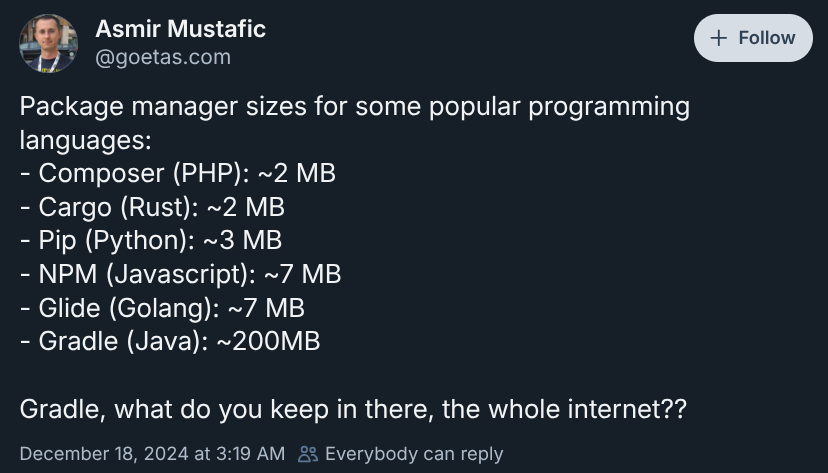 Asmir Mustafic
@goetas.com
+ Follow
Package manager sizes for some popular programming
languages:
- Composer (PHP): ~2 MB
- Cargo (Rust): ~2 MB
- Pip (Python): ~3 MB
- NPM (Javascript): ~7 MB
- Glide (Golang): ~7 MB
- Gradle (Java): ~200MB
Gradle, what do you keep in there, the whole internet??
December 18, 2024 at 3:19 AM Everybody can reply